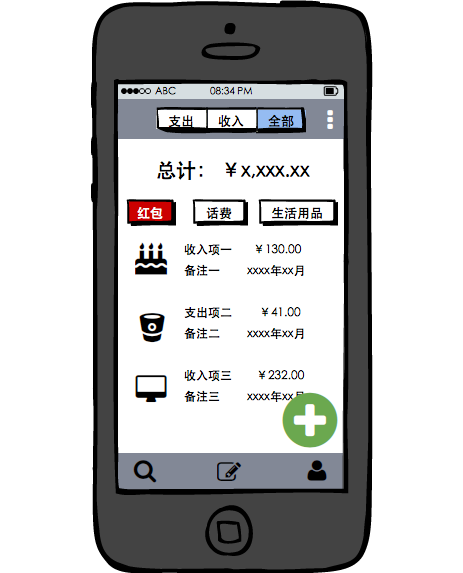 ABC 08:34 PM
支出 收入 全部
总计： ￥x,xxx.xx
红包 话费 生活用品
收入项一 ￥130.00
备注一 xxxx年xx月
支出项二 ￥41.00
备注二 xxxx年xx月
收入项三 ￥232.00
备注三 xxxx年xx月